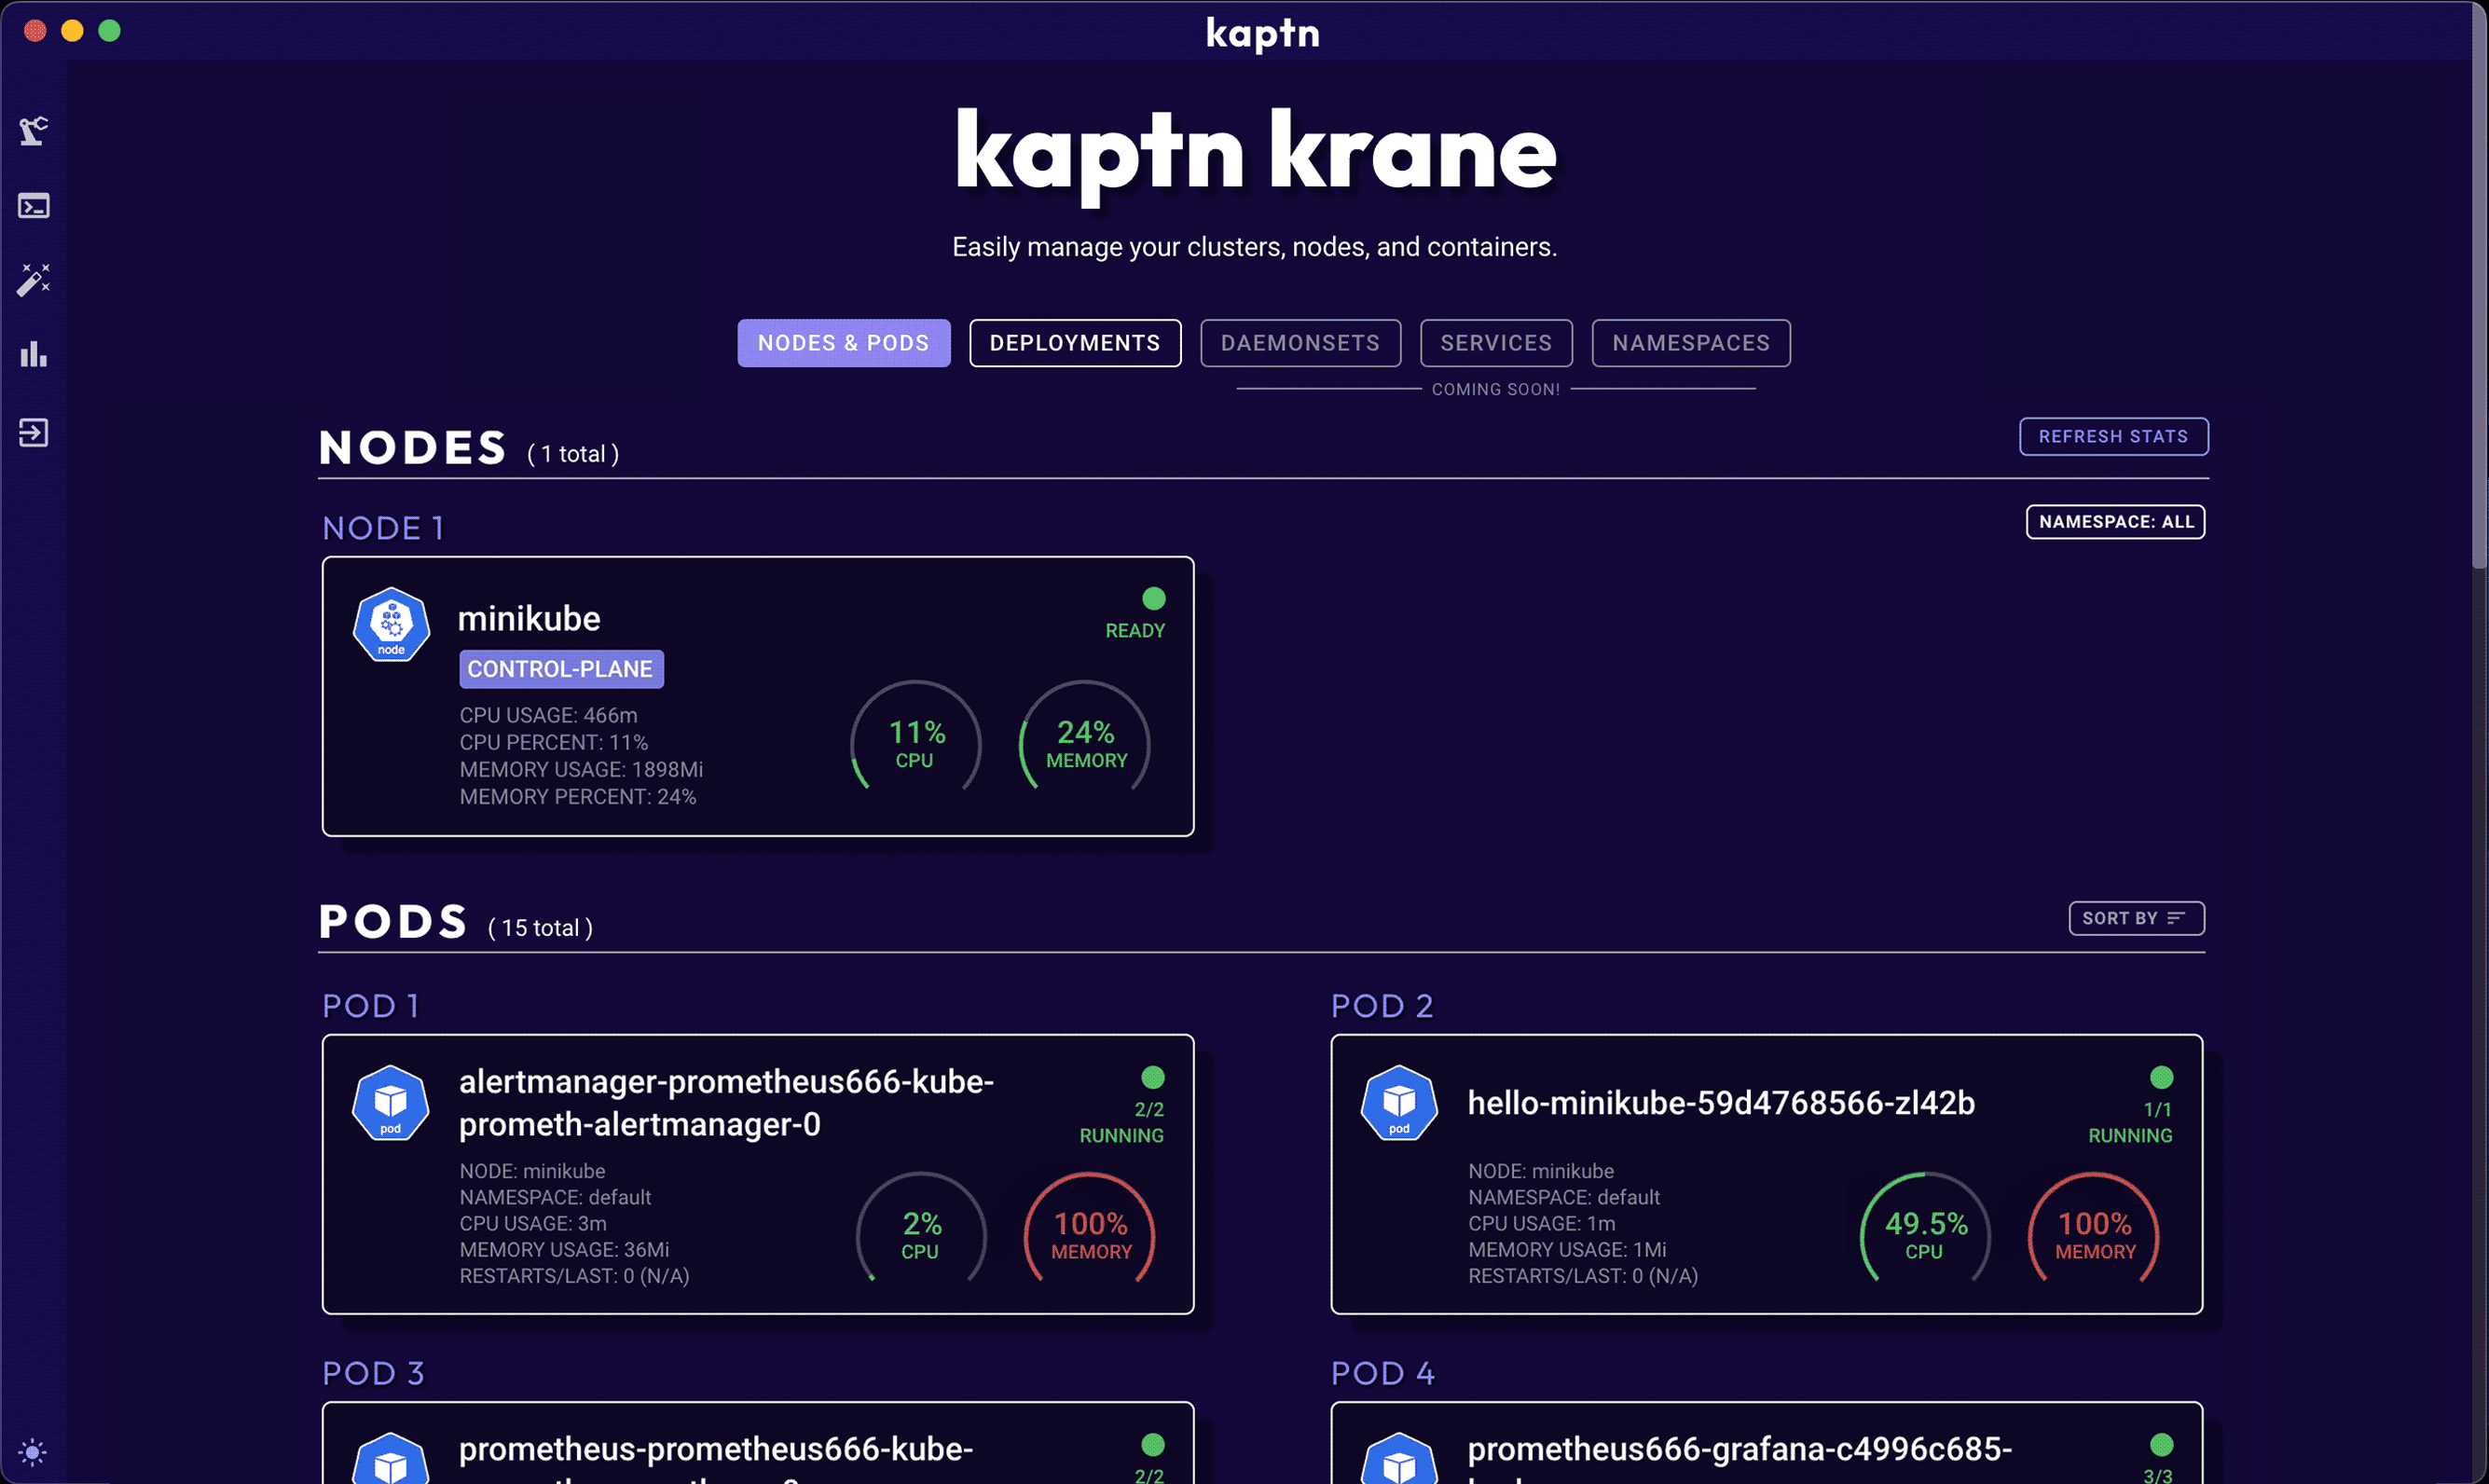 kaptn
kaptn krane
Easily manage your clusters, nodes, and containers.
NODES & PODS DEPLOYMENTS DAEMONSETS SERVICES NAMESPACES
COMING SOON!
NODES ( 1 total ) REFRESH STATS
NODE 1 NAMESPACE: ALL
minikube
READY
node
CONTROL-PLANE
CPU USAGE: 466m
CPU PERCENT: 11%
MEMORY USAGE: 1898Mi
MEMORY PERCENT: 24%
11%
CPU
24%
MEMORY
PODS ( 15 total ) SORT BY
POD 1
alertmanager-prometheus666-kube-
prometh-alertmanager-0
pod
2/2
RUNNING
NODE: minikube
NAMESPACE: default
CPU USAGE: 3m
MEMORY USAGE: 36Mi
RESTARTS/LAST: 0 (N/A)
2%
CPU
100%
MEMORY
POD 2
hello-minikube-59d4768566-zl42b
pod
1/1
RUNNING
NODE: minikube
NAMESPACE: default
CPU USAGE: 1m
MEMORY USAGE: 1Mi
RESTARTS/LAST: 0 (N/A)
49.5%
CPU
100%
MEMORY
POD 3
prometheus-prometheus666-kube-
2/2
POD 4
prometheus666-grafana-c4996c685-
3/3